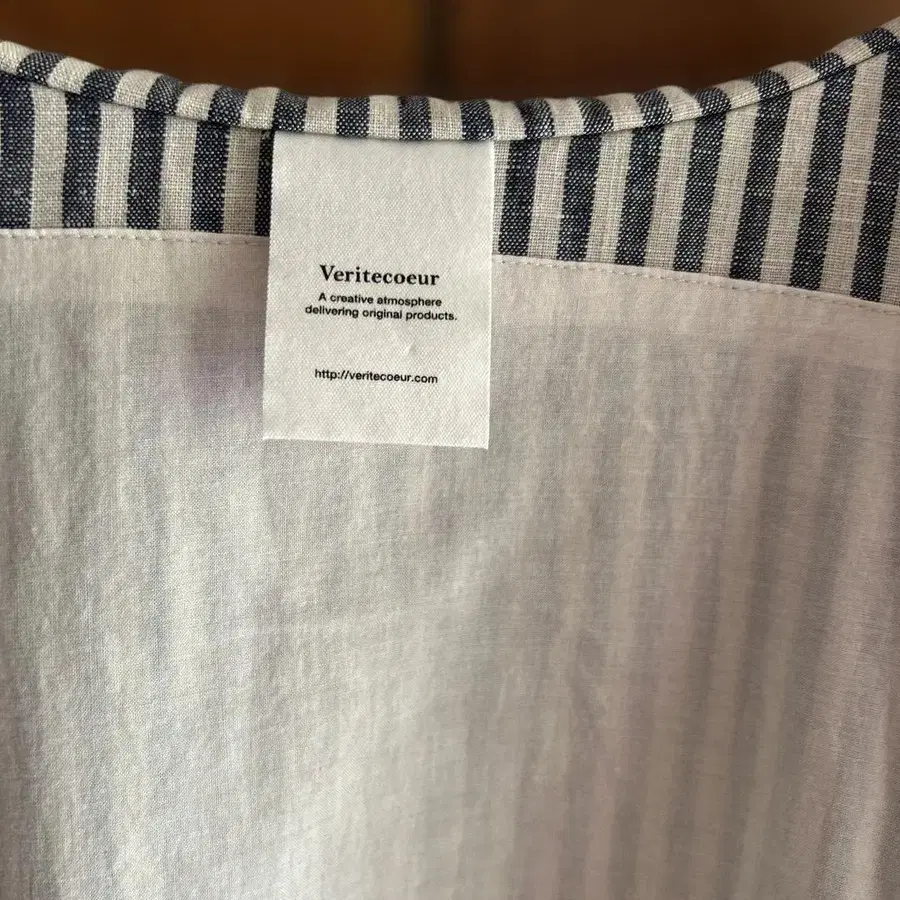 Veritecoeur
A creative atmosphere
delivering original products.
http://veritecoeur.com